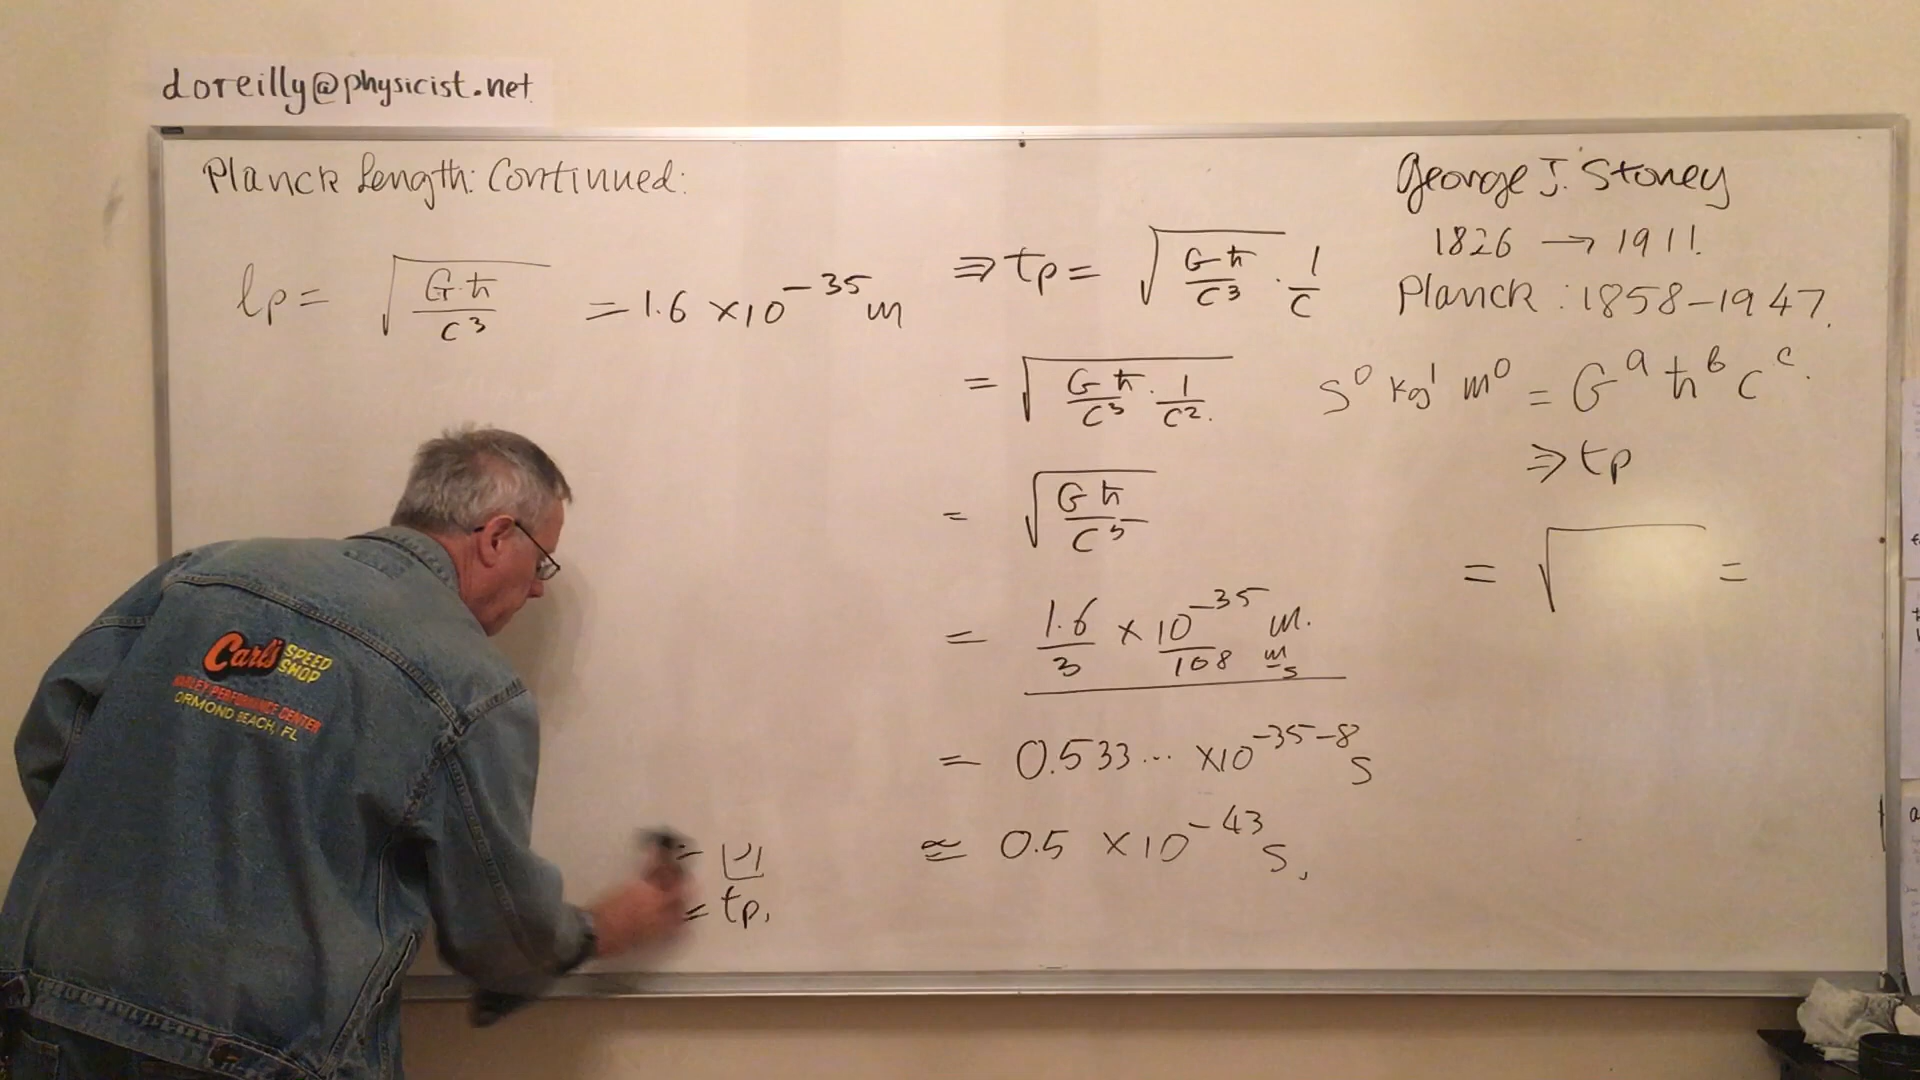 doreilly@physicist.net
Planck Length: Continued:
lp = √(Għ/c³) = 1.6 × 10⁻³⁵ m
⇒ tp = √(Għ/c³) · 1/c
= √(Għ/c³ · 1/c².)
= √(Għ/c⁵)
= 1.6/3 × 10⁻³⁵/10⁸ m./m/s
= 0.533... ×10⁻³⁵⁻⁸ s
≈ 0.5 × 10⁻⁴³ s.
= tp.
George J. Stoney
1826 → 1911.
Planck: 1858–1947.
s⁰ kg¹ m⁰ = Gᵃ ħᵇ cᶜ.
⇒ tp
= √ =
Carl's SPEED
SHOP
HARLEY PERFORMANCE CENTER
ORMOND BEACH, FL